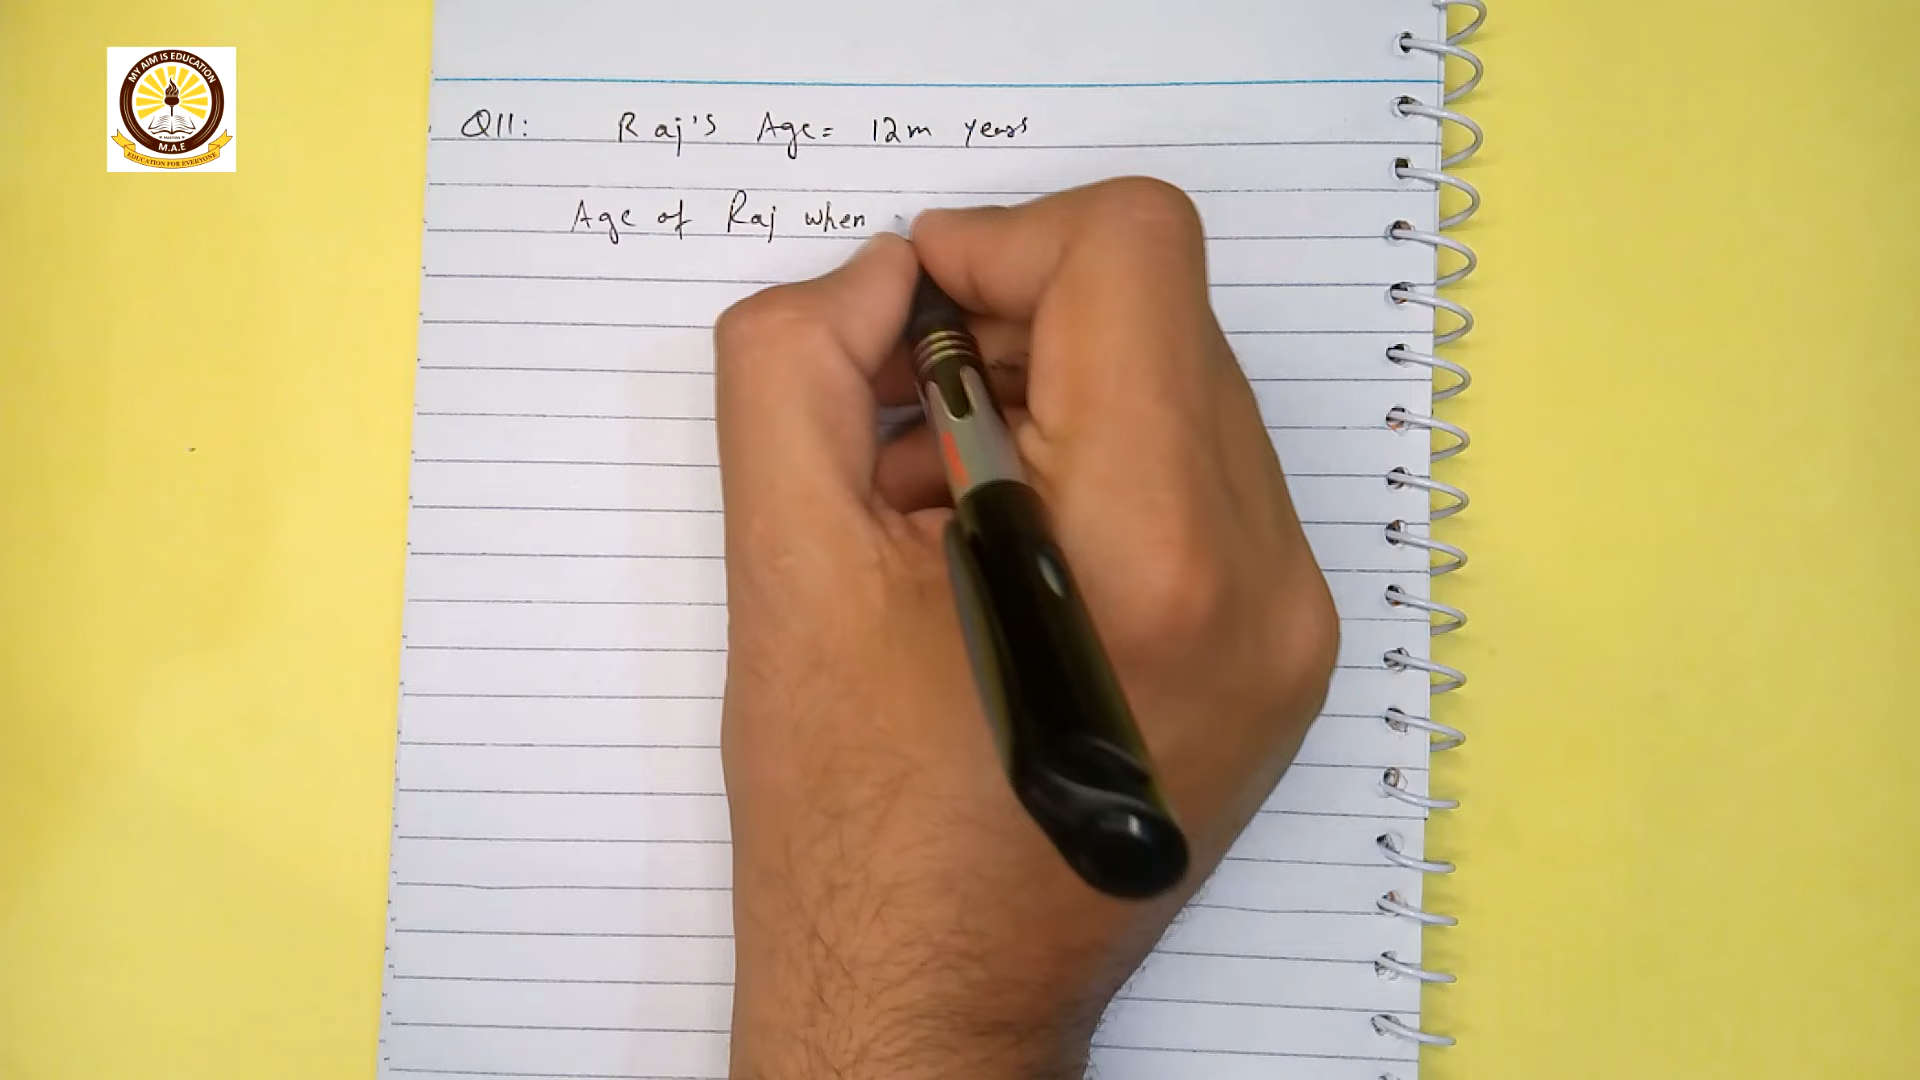 MY AIM IS EDUCATION
M.A.E
EDUCATION FOR EVERYONE
Q11: Raj's Age= 12m years
Age of Raj when